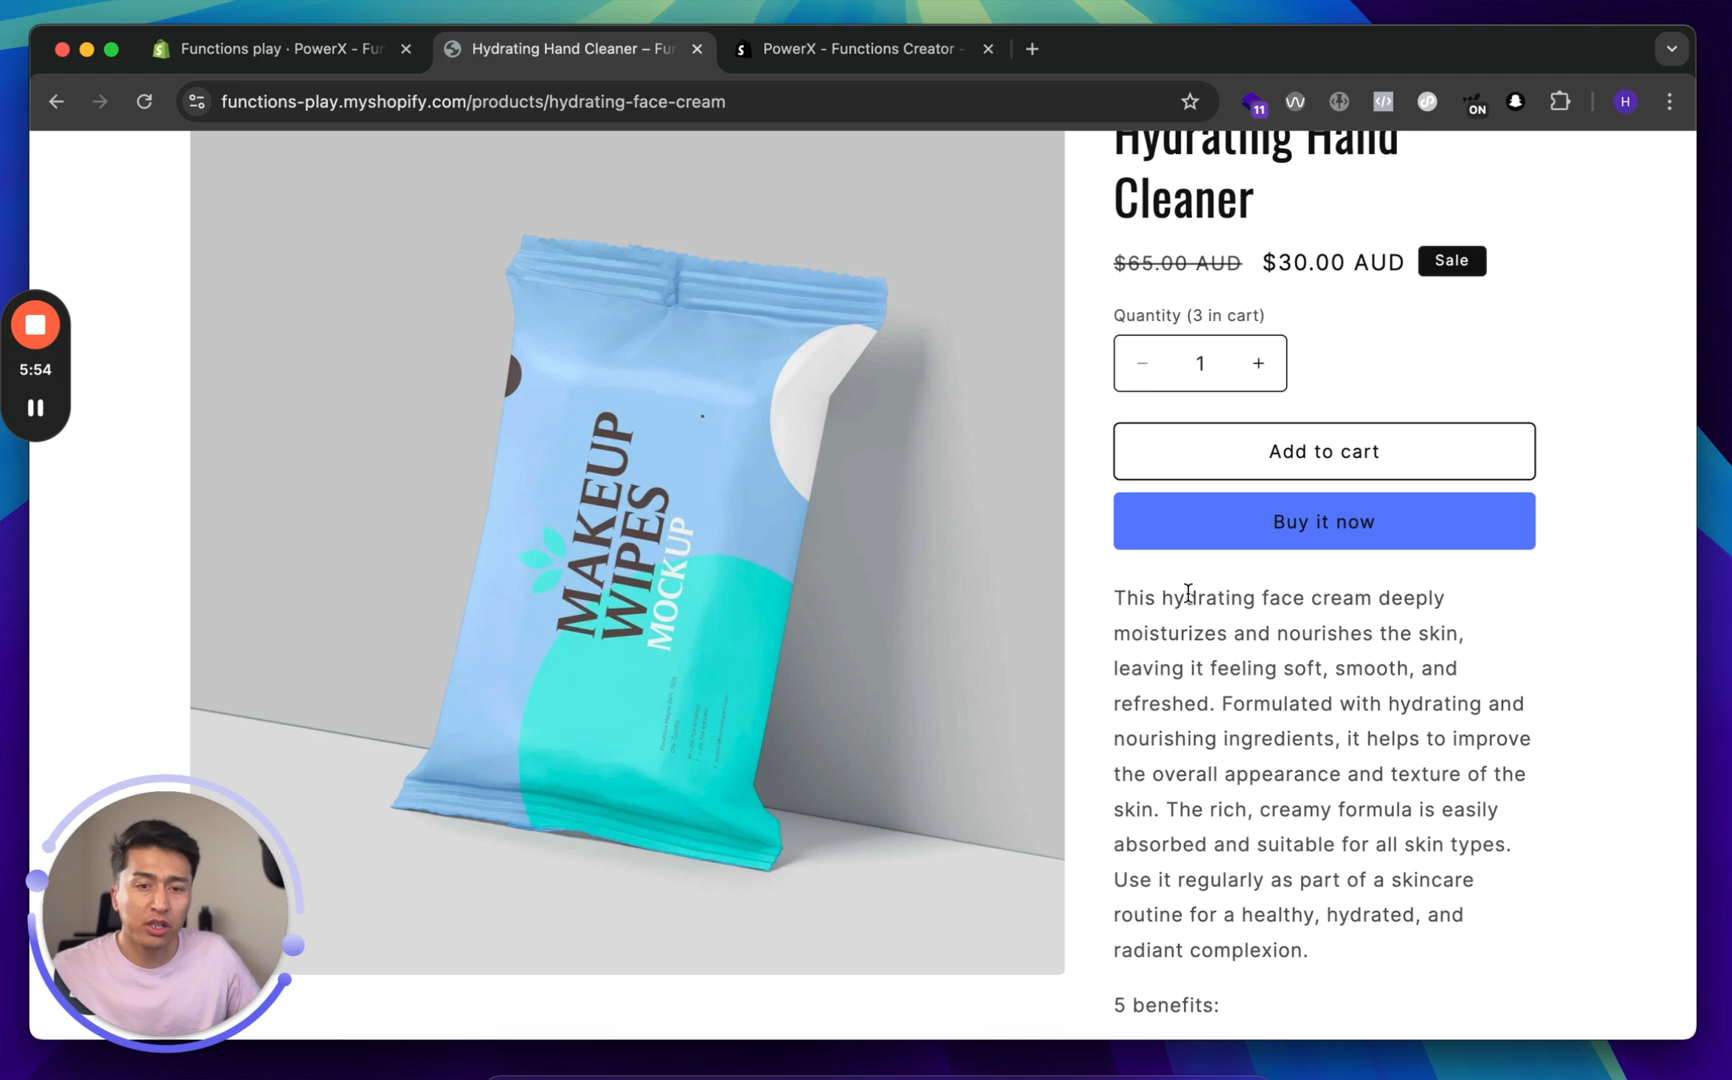 Functions play · PowerX - Fur
Hydrating Hand Cleaner – Fur
PowerX - Functions Creator -
functions-play.myshopify.com/products/hydrating-face-cream
11
ON
H
Hydrating Hand
Cleaner
$65.00 AUD $30.00 AUD Sale
Quantity (3 in cart)
− 1 +
Add to cart
Buy it now
This hydrating face cream deeply
moisturizes and nourishes the skin,
leaving it feeling soft, smooth, and
refreshed. Formulated with hydrating and
nourishing ingredients, it helps to improve
the overall appearance and texture of the
skin. The rich, creamy formula is easily
absorbed and suitable for all skin types.
Use it regularly as part of a skincare
routine for a healthy, hydrated, and
radiant complexion.
5 benefits:
MAKEUP
WIPES
MOCKUP
5:54